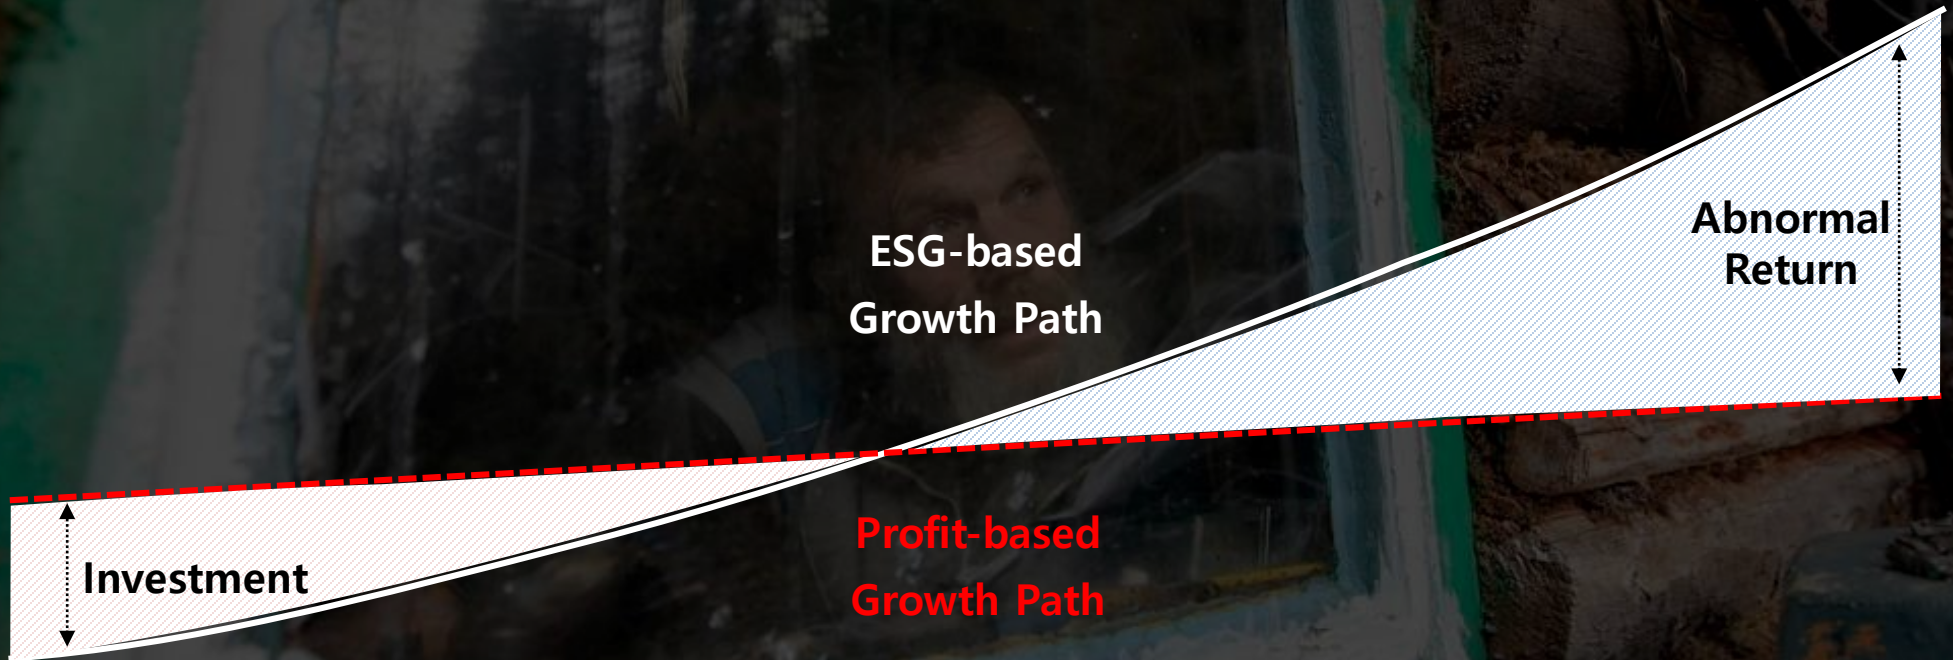 ESG-based
Growth Path
Abnormal
Return
Investment
Profit-based
Growth Path